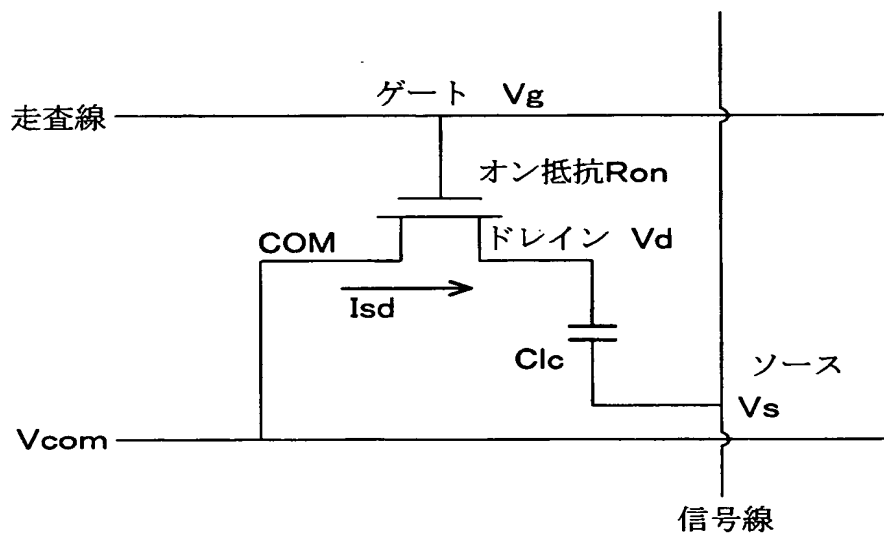 ゲート Vg
走査線
オン抵抗Ron
COM
ドレイン Vd
Isd
Clc
ソース
Vs
Vcom
信号線